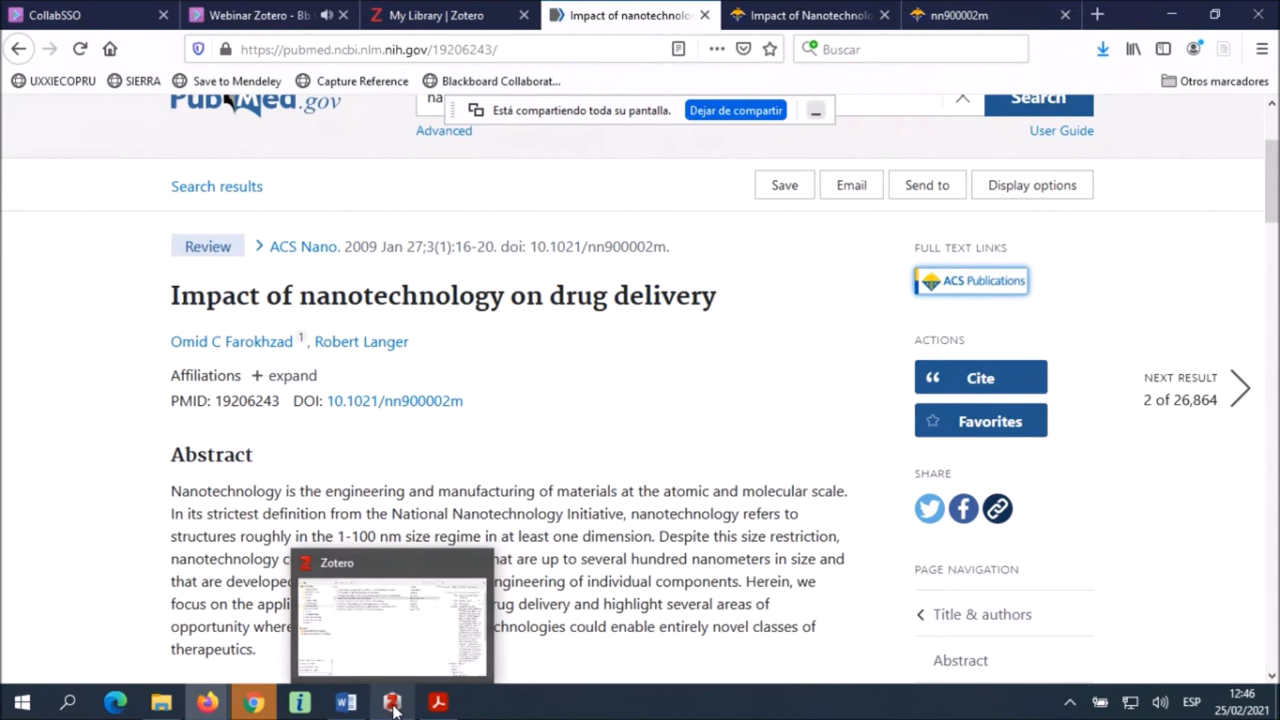 CollabSSO
Webinar Zotero - Bb
My Library | Zotero
Impact of nanotechnolo
Impact of Nanotechnol
nn900002m
https://pubmed.ncbi.nlm.nih.gov/19206243/
Buscar
UXXIECOPRU
SIERRA
Save to Mendeley
Capture Reference
Blackboard Collaborat...
Otros marcadores
PubMed.gov
na
Está compartiendo toda su pantalla.
Dejar de compartir
Search
Advanced
User Guide
Search results
Save
Email
Send to
Display options
Review
ACS Nano. 2009 Jan 27;3(1):16-20. doi: 10.1021/nn900002m.
Impact of nanotechnology on drug delivery
Omid C Farokhzad 1, Robert Langer
Affiliations + expand
PMID: 19206243 DOI: 10.1021/nn900002m
Abstract
Nanotechnology is the engineering and manufacturing of materials at the atomic and molecular scale.
In its strictest definition from the National Nanotechnology Initiative, nanotechnology refers to
structures roughly in the 1-100 nm size regime in at least one dimension. Despite this size restriction,
nanotechnology c hat are up to several hundred nanometers in size and
that are develope ngineering of individual components. Herein, we
focus on the appli ug delivery and highlight several areas of
opportunity where chnologies could enable entirely novel classes of
therapeutics.
Zotero
FULL TEXT LINKS
ACS Publications
ACTIONS
Cite
Favorites
NEXT RESULT
2 of 26,864
SHARE
PAGE NAVIGATION
Title & authors
Abstract
ESP
12:46
25/02/2021